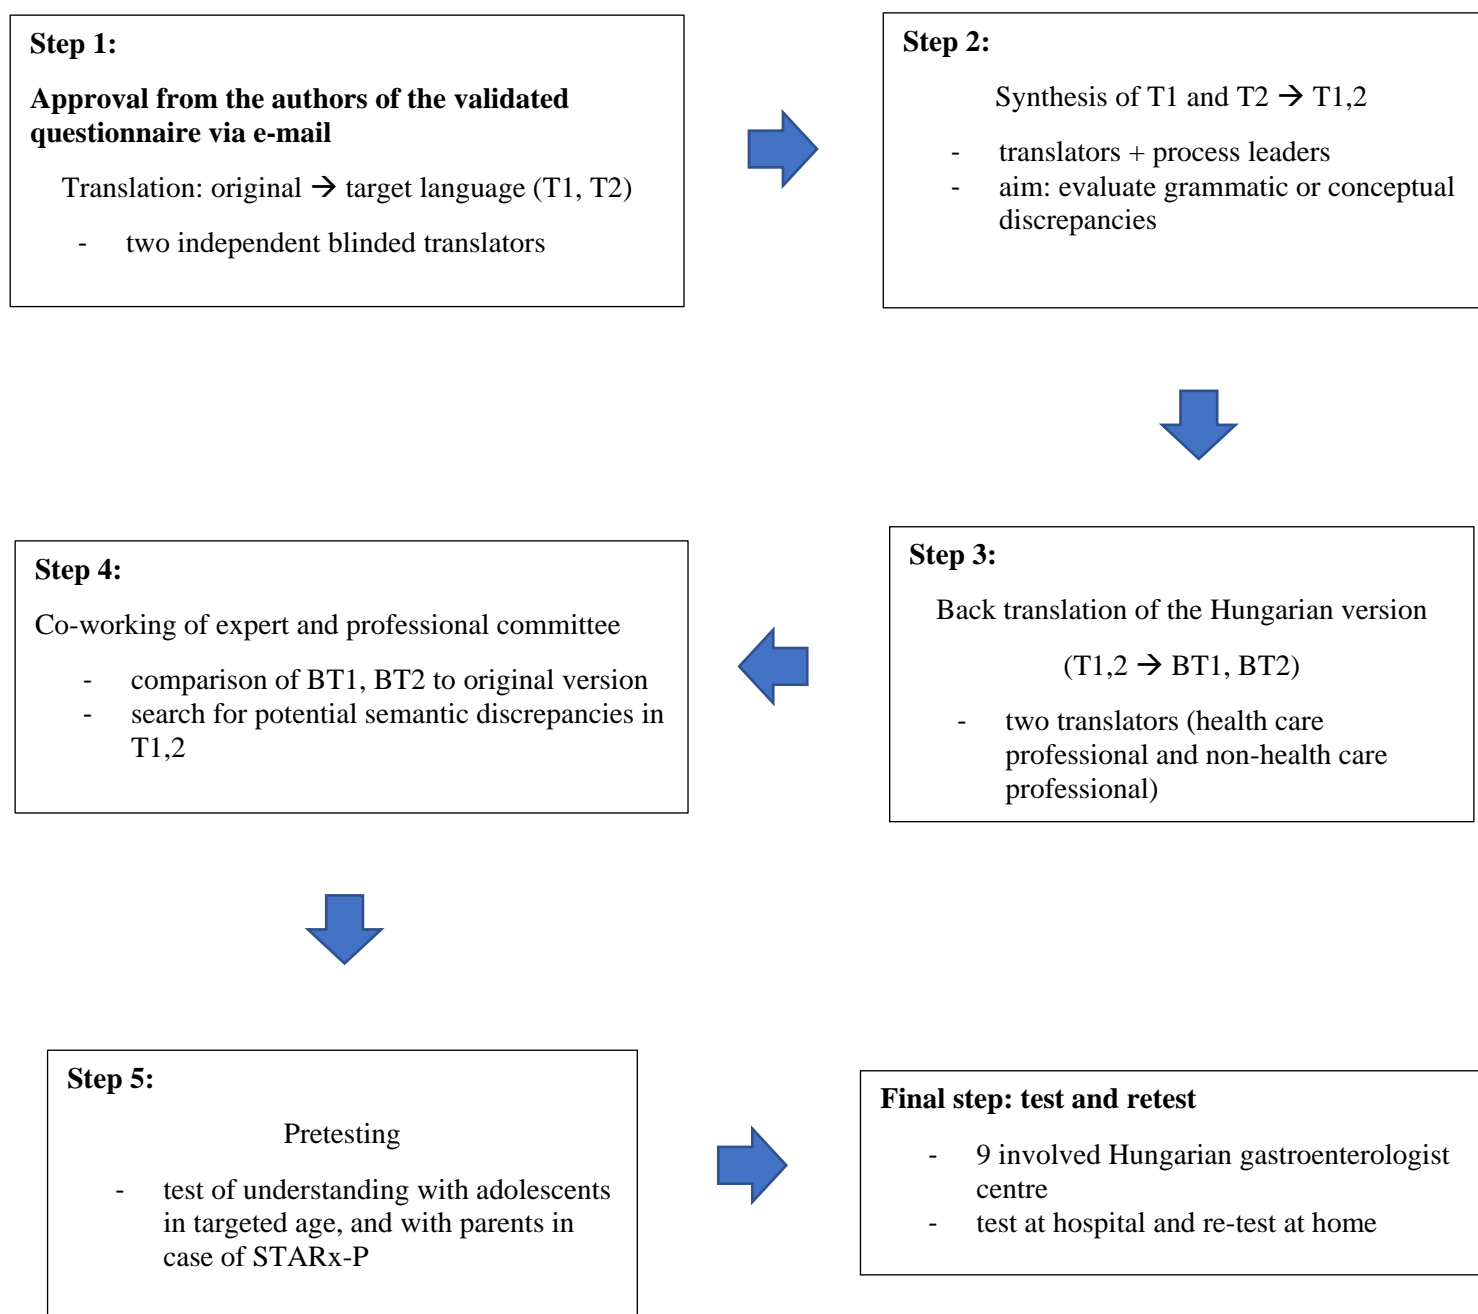 Step 1:
Approval from the authors of the validated
questionnaire via e-mail
Translation: original → target language (T1, T2)
- two independent blinded translators
Step 2:
Synthesis of T1 and T2 → T1,2
- translators + process leaders
- aim: evaluate grammatic or conceptual
discrepancies
Step 3:
Back translation of the Hungarian version
(T1,2 → BT1, BT2)
- two translators (health care
professional and non-health care
professional)
Step 4:
Co-working of expert and professional committee
- comparison of BT1, BT2 to original version
- search for potential semantic discrepancies in
T1,2
Step 5:
Pretesting
- test of understanding with adolescents
in targeted age, and with parents in
case of STARx-P
Final step: test and retest
- 9 involved Hungarian gastroenterologist
centre
- test at hospital and re-test at home